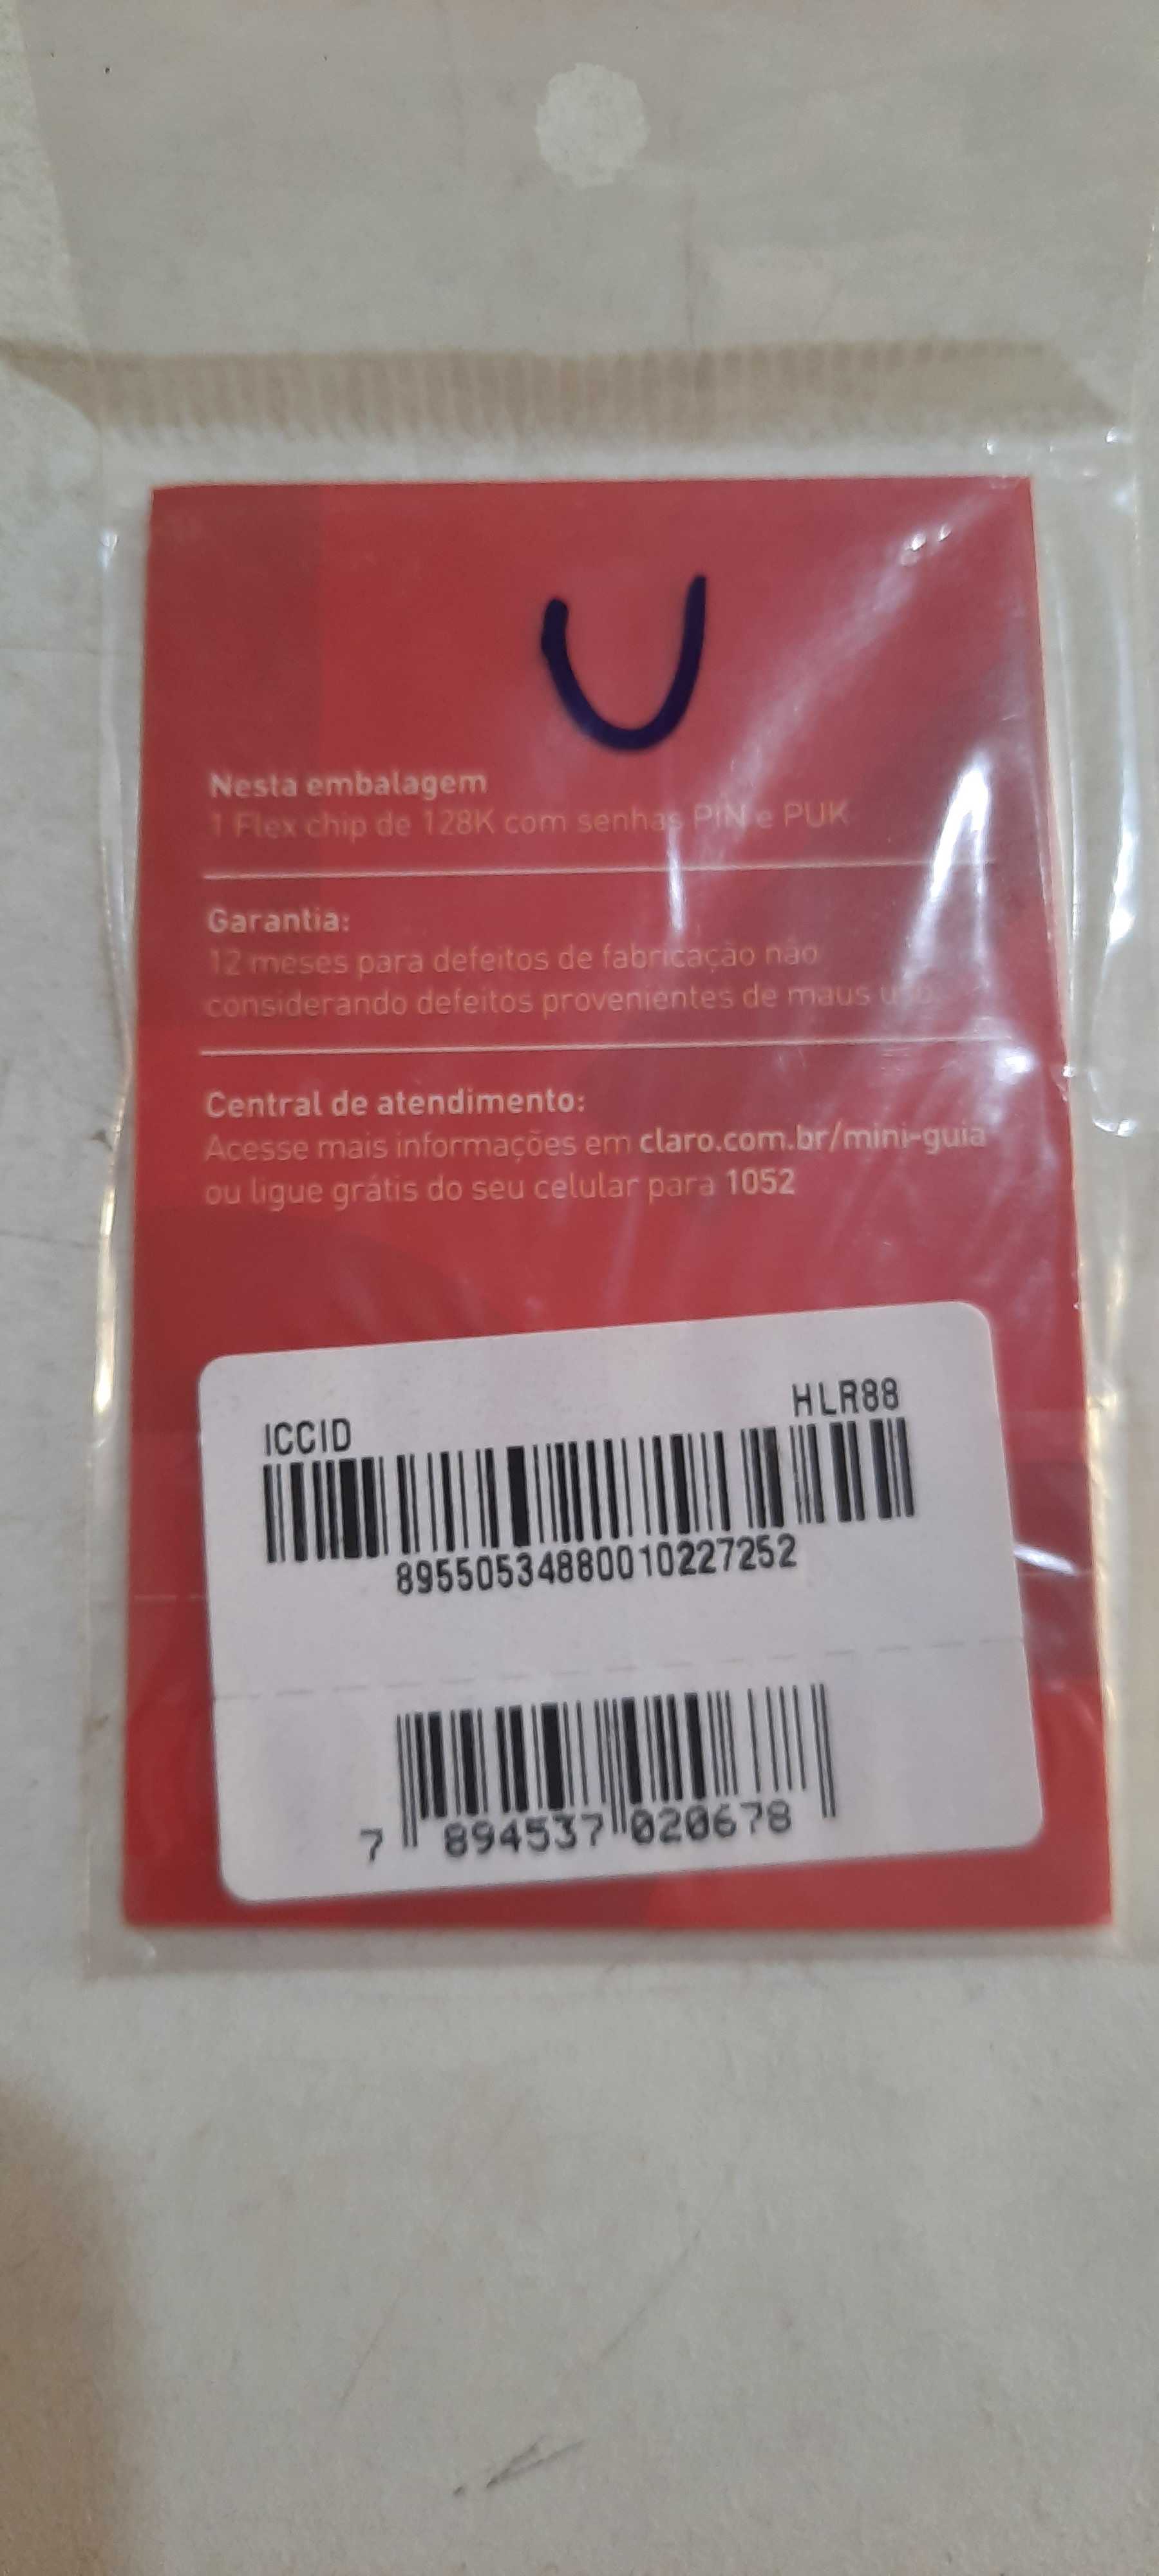 U
Nesta embalagem
1 Flex chip de 128K com senhas PIN e PUK
Garantia:
12 meses para defeitos de fabricação não
considerando defeitos provenientes de maus uso
Central de atendimento:
Acesse mais informações em claro.com.br/mini-guia
ou ligue grátis do seu celular para 1052
ICCID HLR88
89550534880010227252
7 894537 020678